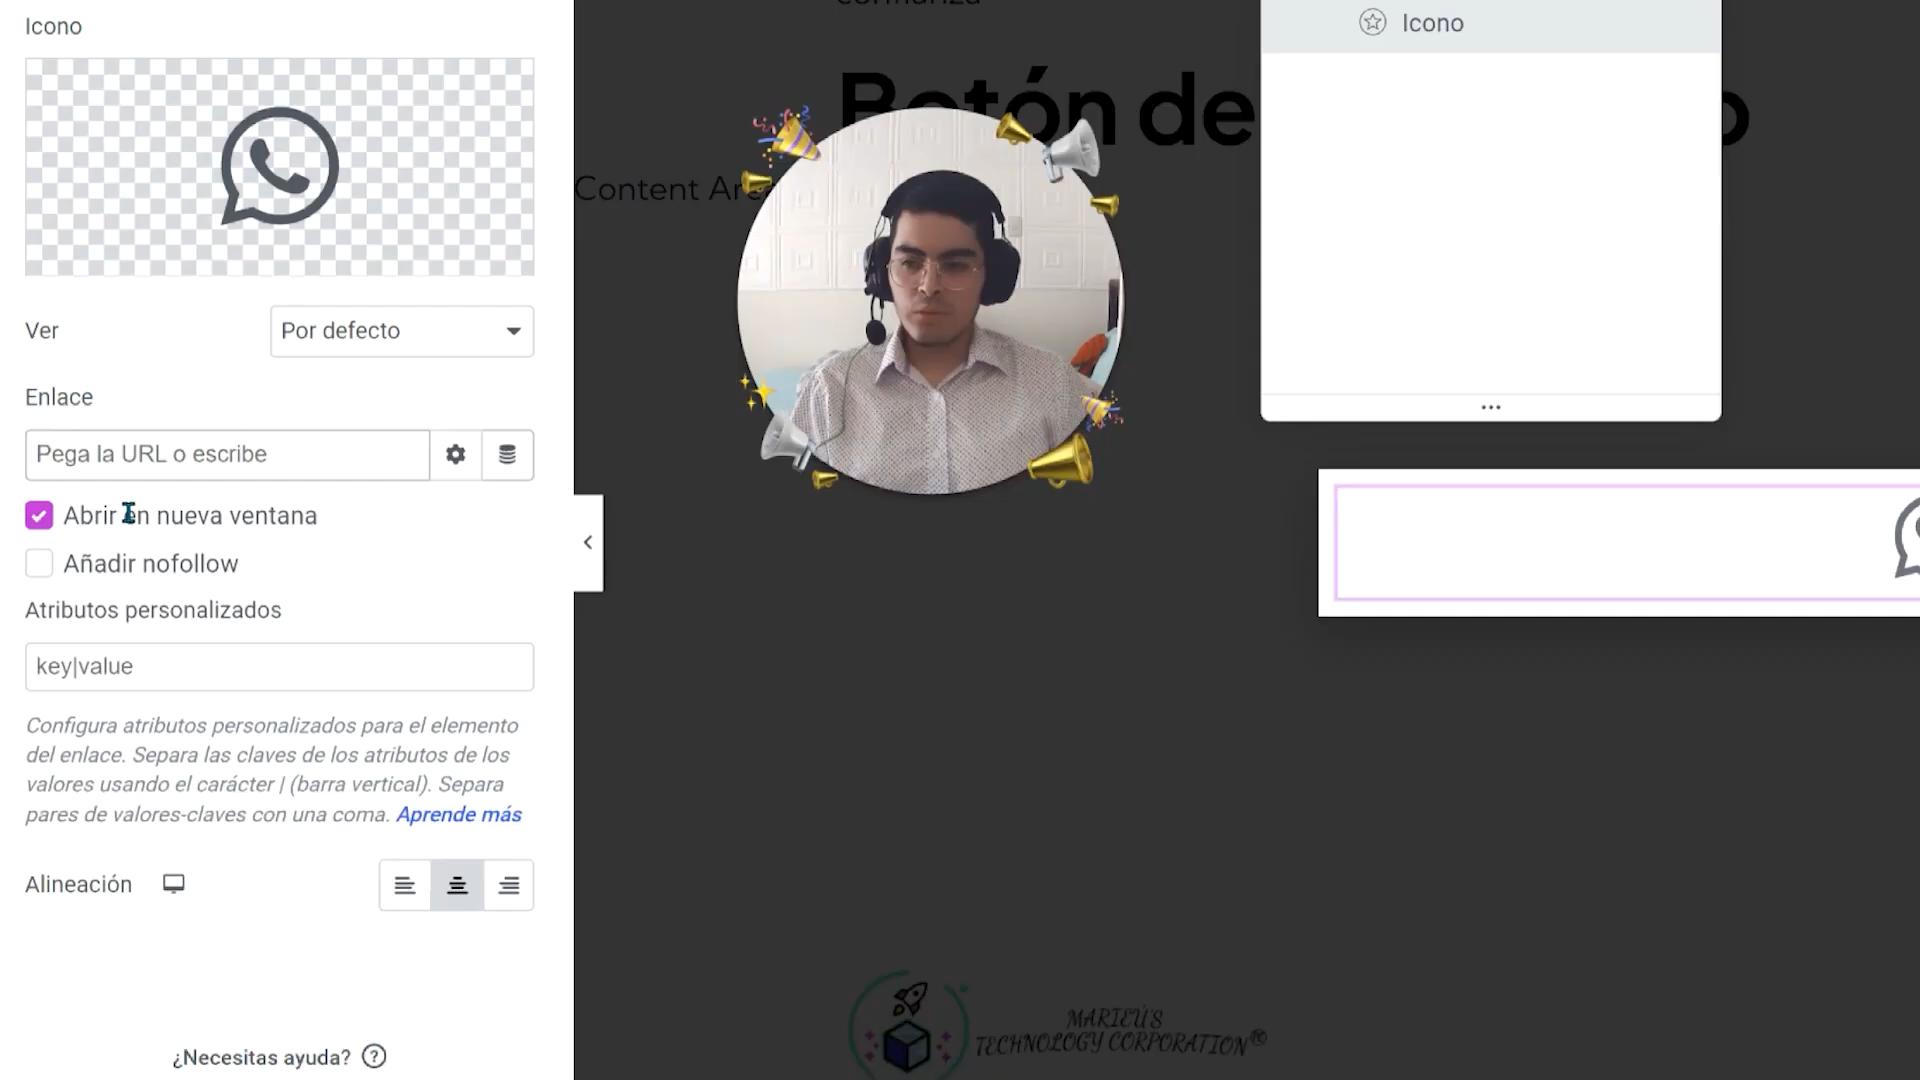 Icono
Ver
Por defecto
Enlace
Pega la URL o escribe
Abrir en nueva ventana
Añadir nofollow
Atributos personalizados
key|value
Configura atributos personalizados para el elemento
del enlace. Separa las claves de los atributos de los
valores usando el carácter | (barra vertical). Separa
pares de valores-claves con una coma. Aprende más
Alineación
¿Necesitas ayuda?
Botón de
Content Area
Icono
MARIEÚ'S
TECHNOLOGY CORPORATION